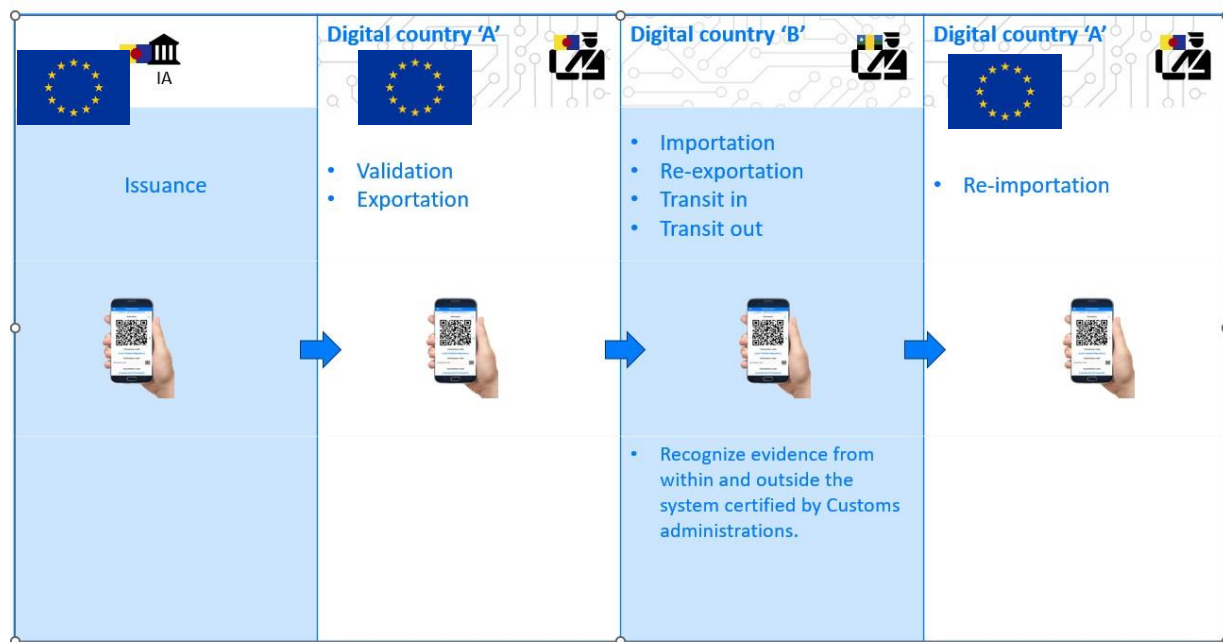 IA
Digital country ‘A’
Digital country ‘B’
Digital country ‘A’
Issuance
• Validation
• Exportation
• Importation
• Re-exportation
• Transit in
• Transit out
• Re-importation
• Recognize evidence from
within and outside the
system certified by Customs
administrations.